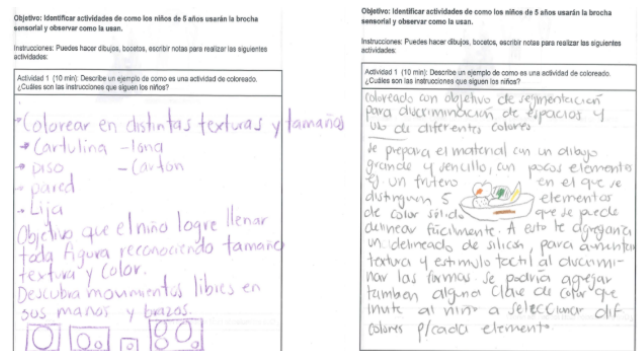 Objetivo: Identificar actividades de como los niños de 5 años usarán la brocha
sensorial y observar como la usan.
Instrucciones: Puedes hacer dibujos, bocetos, escribir notas para realizar las siguientes
actividades:
Actividad 1 (10 min): Describe un ejemplo de como es una actividad de coloreado.
¿Cuáles son las instrucciones que siguen los niños?
Colorear en distintas texturas y tamaños
Cartulina - lana
piso - Cartón
pared
Lija
Objetivo que el niño logre llenar
toda figura reconociendo tamaño
textura y color.
Descubra movimientos libres en
sus manos y brazos.
Objetivo: Identificar actividades de como los niños de 5 años usarán la brocha
sensorial y observar como la usan.
Instrucciones: Puedes hacer dibujos, bocetos, escribir notas para realizar las siguientes
actividades:
Actividad 1 (10 min): Describe un ejemplo de como es una actividad de coloreado.
¿Cuáles son las instrucciones que siguen los niños?
coloreado con objetivo de segmentación
para discriminación de espacios y
uso de diferentes colores
se prepara el material con un dibujo
grande y sencillo, con pocos elementos
ej un frutero en el que se
distinguen 5 elementos
de color sólido que se puede
delinear fácilmente. A esto le agregaría
un delineado de silicon, para aumentar
textura y estimulo tactil al discrimi-
nar las formas. Se podría agregar
tambien alguna clave de color que
invite al niño a seleccionar dif
colores p/cada elemento.